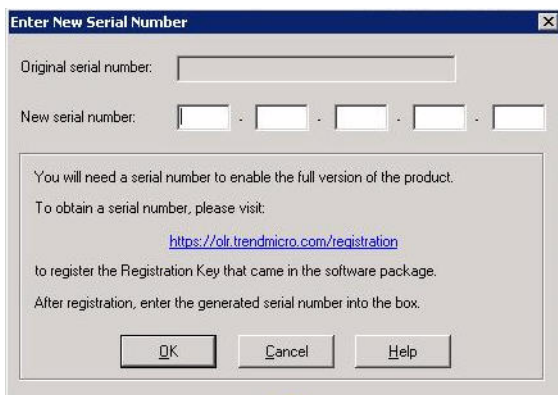 Enter New Serial Number
Original serial number:
New serial number: - - - -
You will need a serial number to enable the full version of the product.
To obtain a serial number, please visit:
https://olr.trendmicro.com/registration
to register the Registration Key that came in the software package.
After registration, enter the generated serial number into the box.
OK Cancel Help